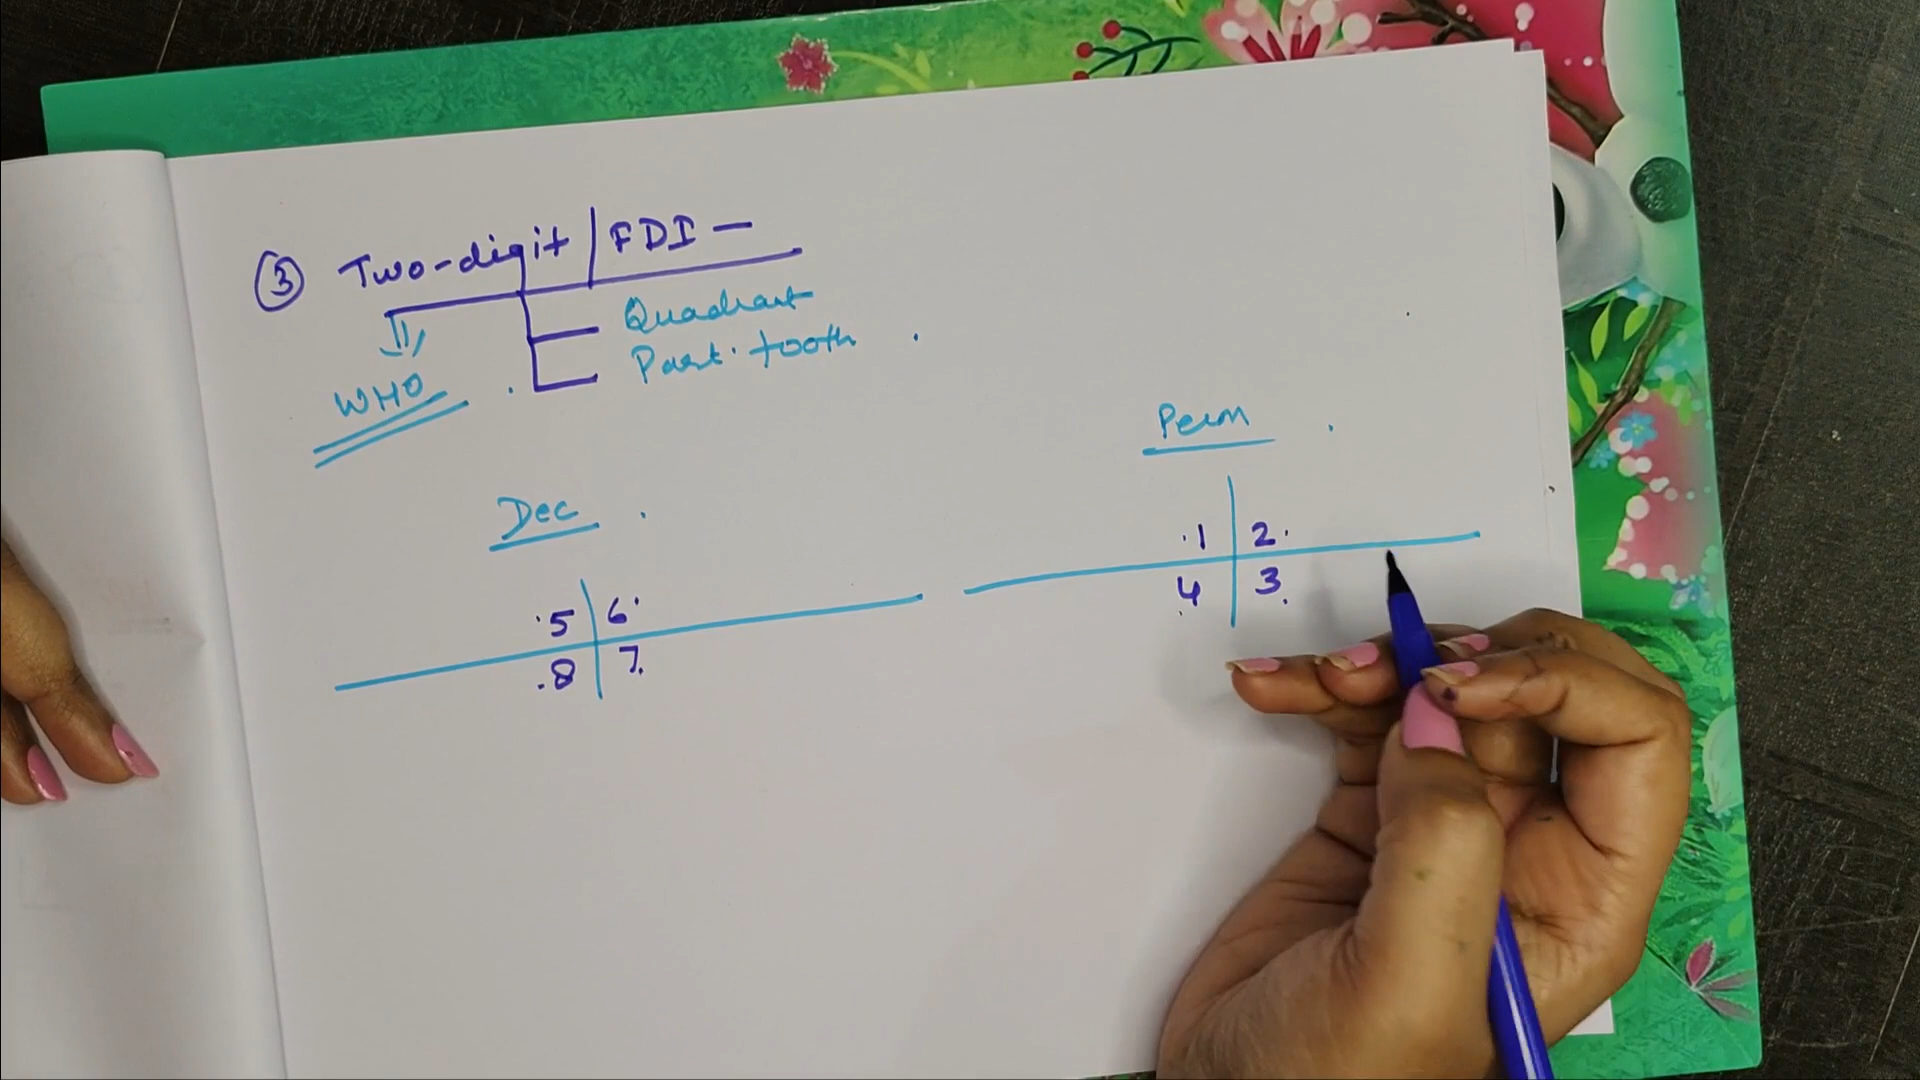 ③ Two-digit / FDI –
Quadrant
Part. tooth
WHO
Perm
Dec
1 2
4 3
5 6
8 7